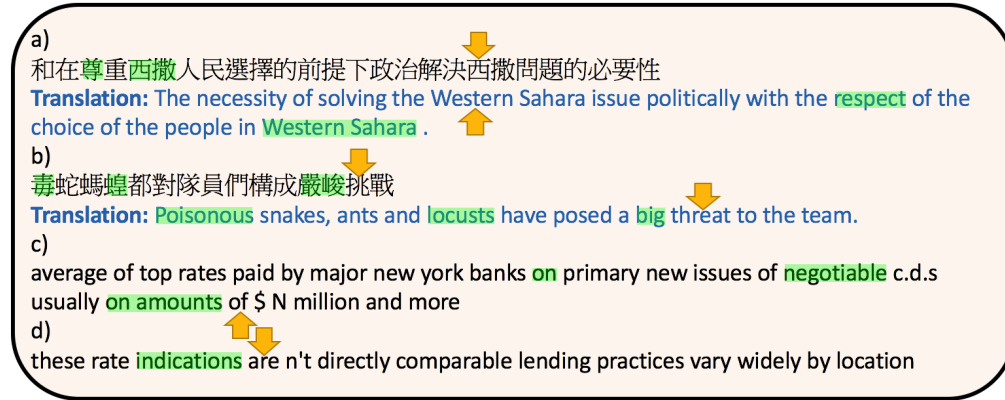 a)
和在尊重西撒人民選擇的前提下政治解決西撒問題的必要性
Translation: The necessity of solving the Western Sahara issue politically with the respect of the
choice of the people in Western Sahara .
b)
毒蛇螞蝗都對隊員們構成嚴峻挑戰
Translation: Poisonous snakes, ants and locusts have posed a big threat to the team.
c)
average of top rates paid by major new york banks on primary new issues of negotiable c.d.s
usually on amounts of $ N million and more
d)
these rate indications are n't directly comparable lending practices vary widely by location